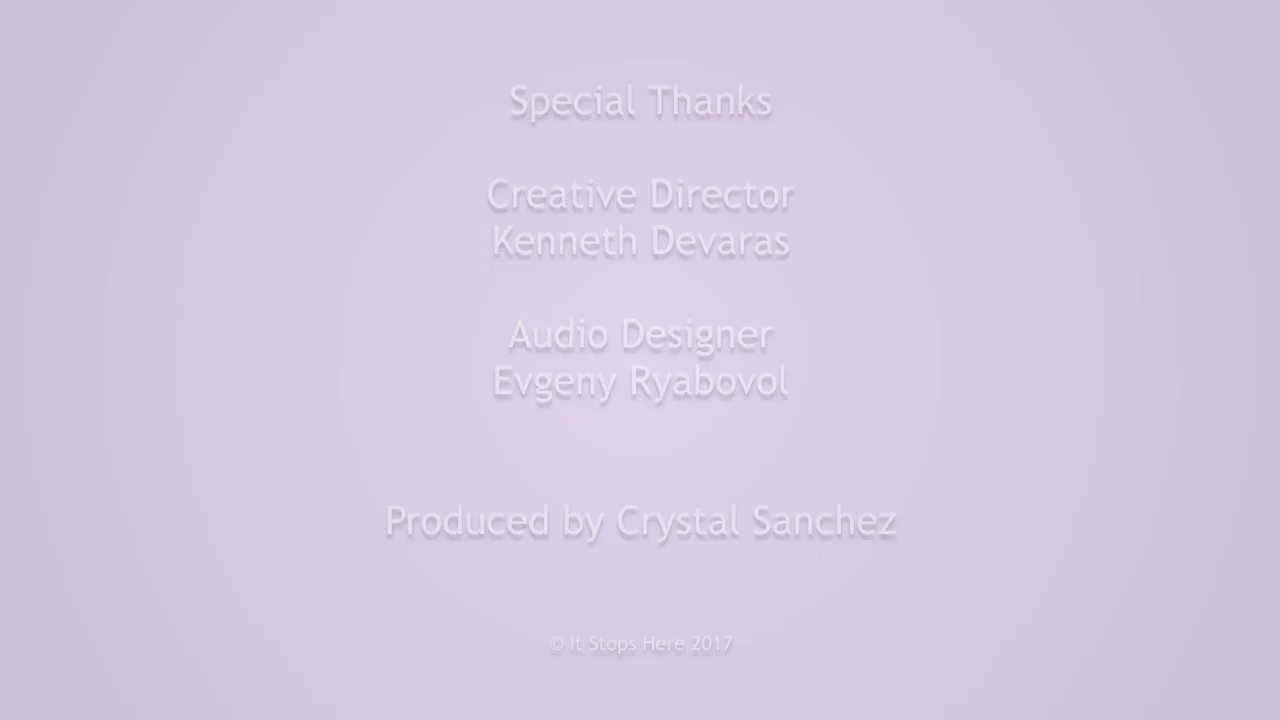 Special Thanks
Creative Director
Kenneth Devaras
Audio Designer
Evgeny Ryabovol
Produced by Crystal Sanchez
© It Stops Here 2017